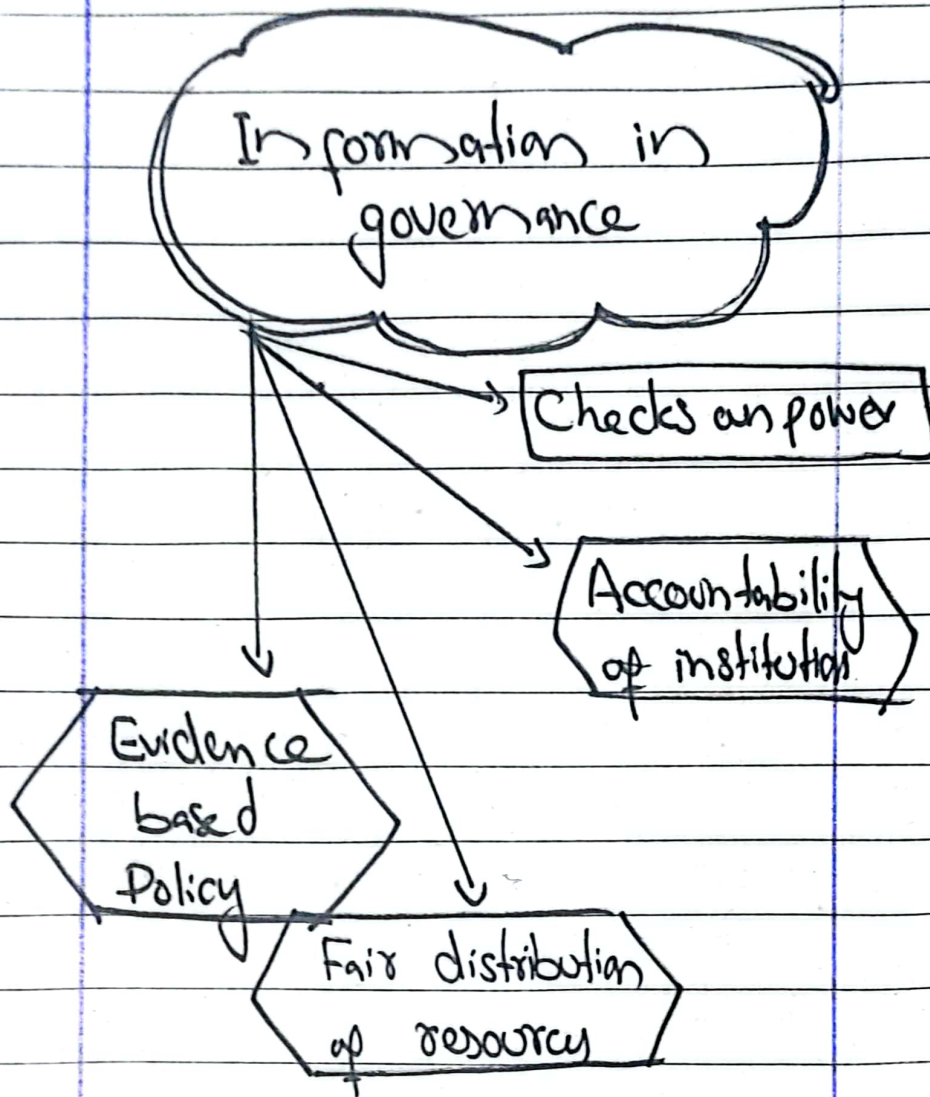 Information in
governance
Checks on power
Accountability
of institution
Evidence
based
Policy
Fair distribution
of resources